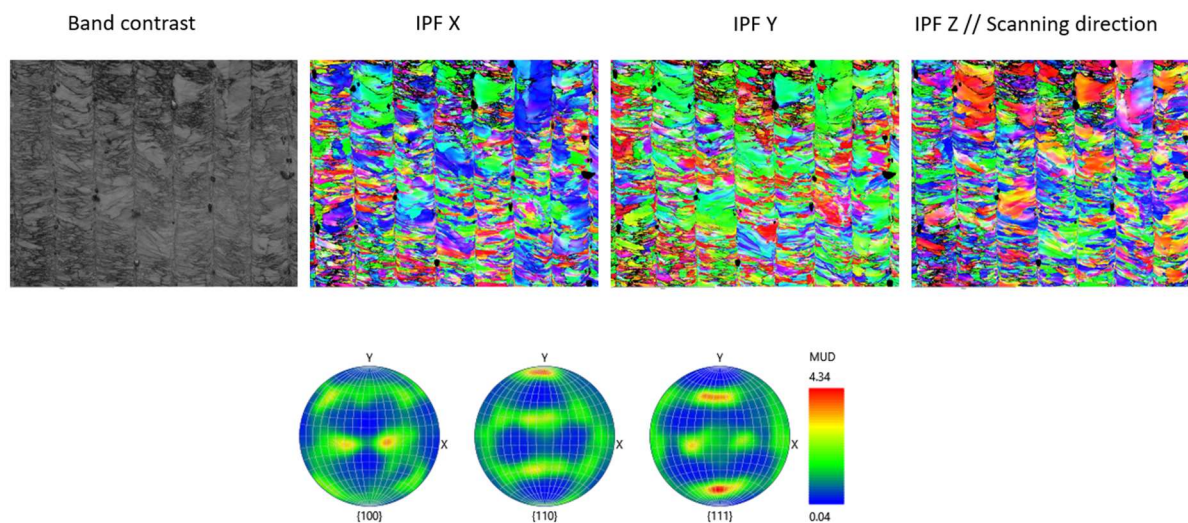 Band contrast
IPF X
IPF Y
IPF Z // Scanning direction
Y
X
{100}
Y
X
{110}
Y
X
{111}
MUD
4.34
0.04